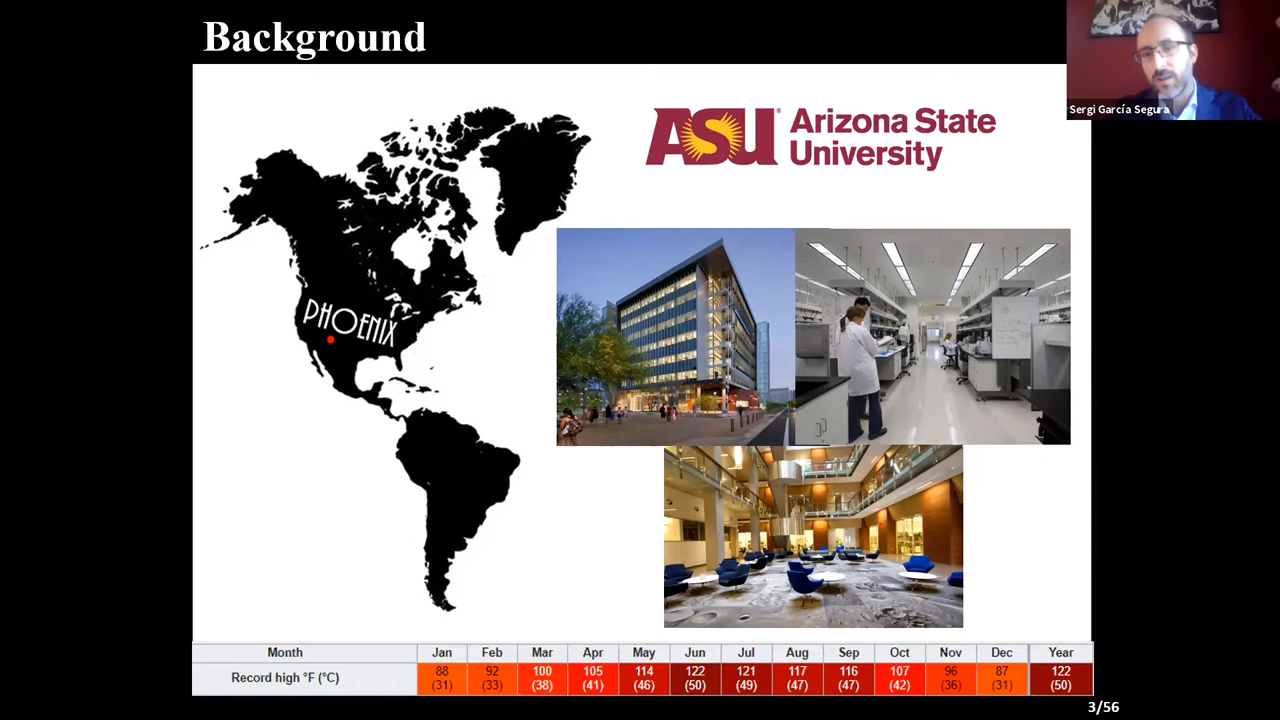 Background
Sergi García Segura
ASU Arizona State
University
PHOENIX
Month Jan Feb Mar Apr May Jun Jul Aug Sep Oct Nov Dec Year
Record high °F (°C) 88 92 100 105 114 122 121 117 116 107 96 87 122
(31) (33) (38) (41) (46) (50) (49) (47) (47) (42) (36) (31) (50)
3/56